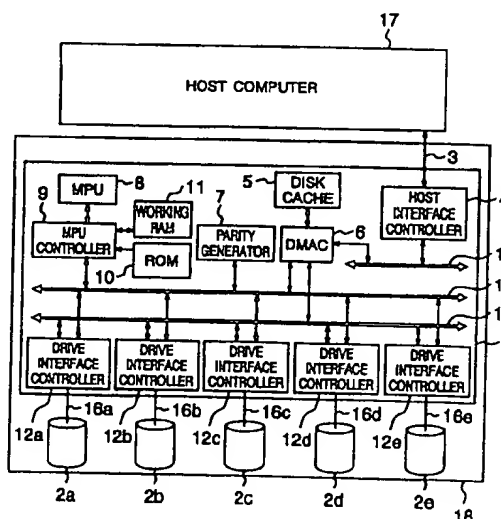 17
HOST COMPUTER
3
8
11
5
9
MPU
7
DISK CACHE
6
HOST INTERFACE CONTROLLER
MPU CONTROLLER
WORKING RAM
PARITY GENERATOR
DMAC
10
ROM
DRIVE INTERFACE CONTROLLER
DRIVE INTERFACE CONTROLLER
DRIVE INTERFACE CONTROLLER
DRIVE INTERFACE CONTROLLER
DRIVE INTERFACE CONTROLLER
12a
16a
12b
16b
12c
16c
12d
16d
12e
16e
2a
2b
2c
2d
2e
18